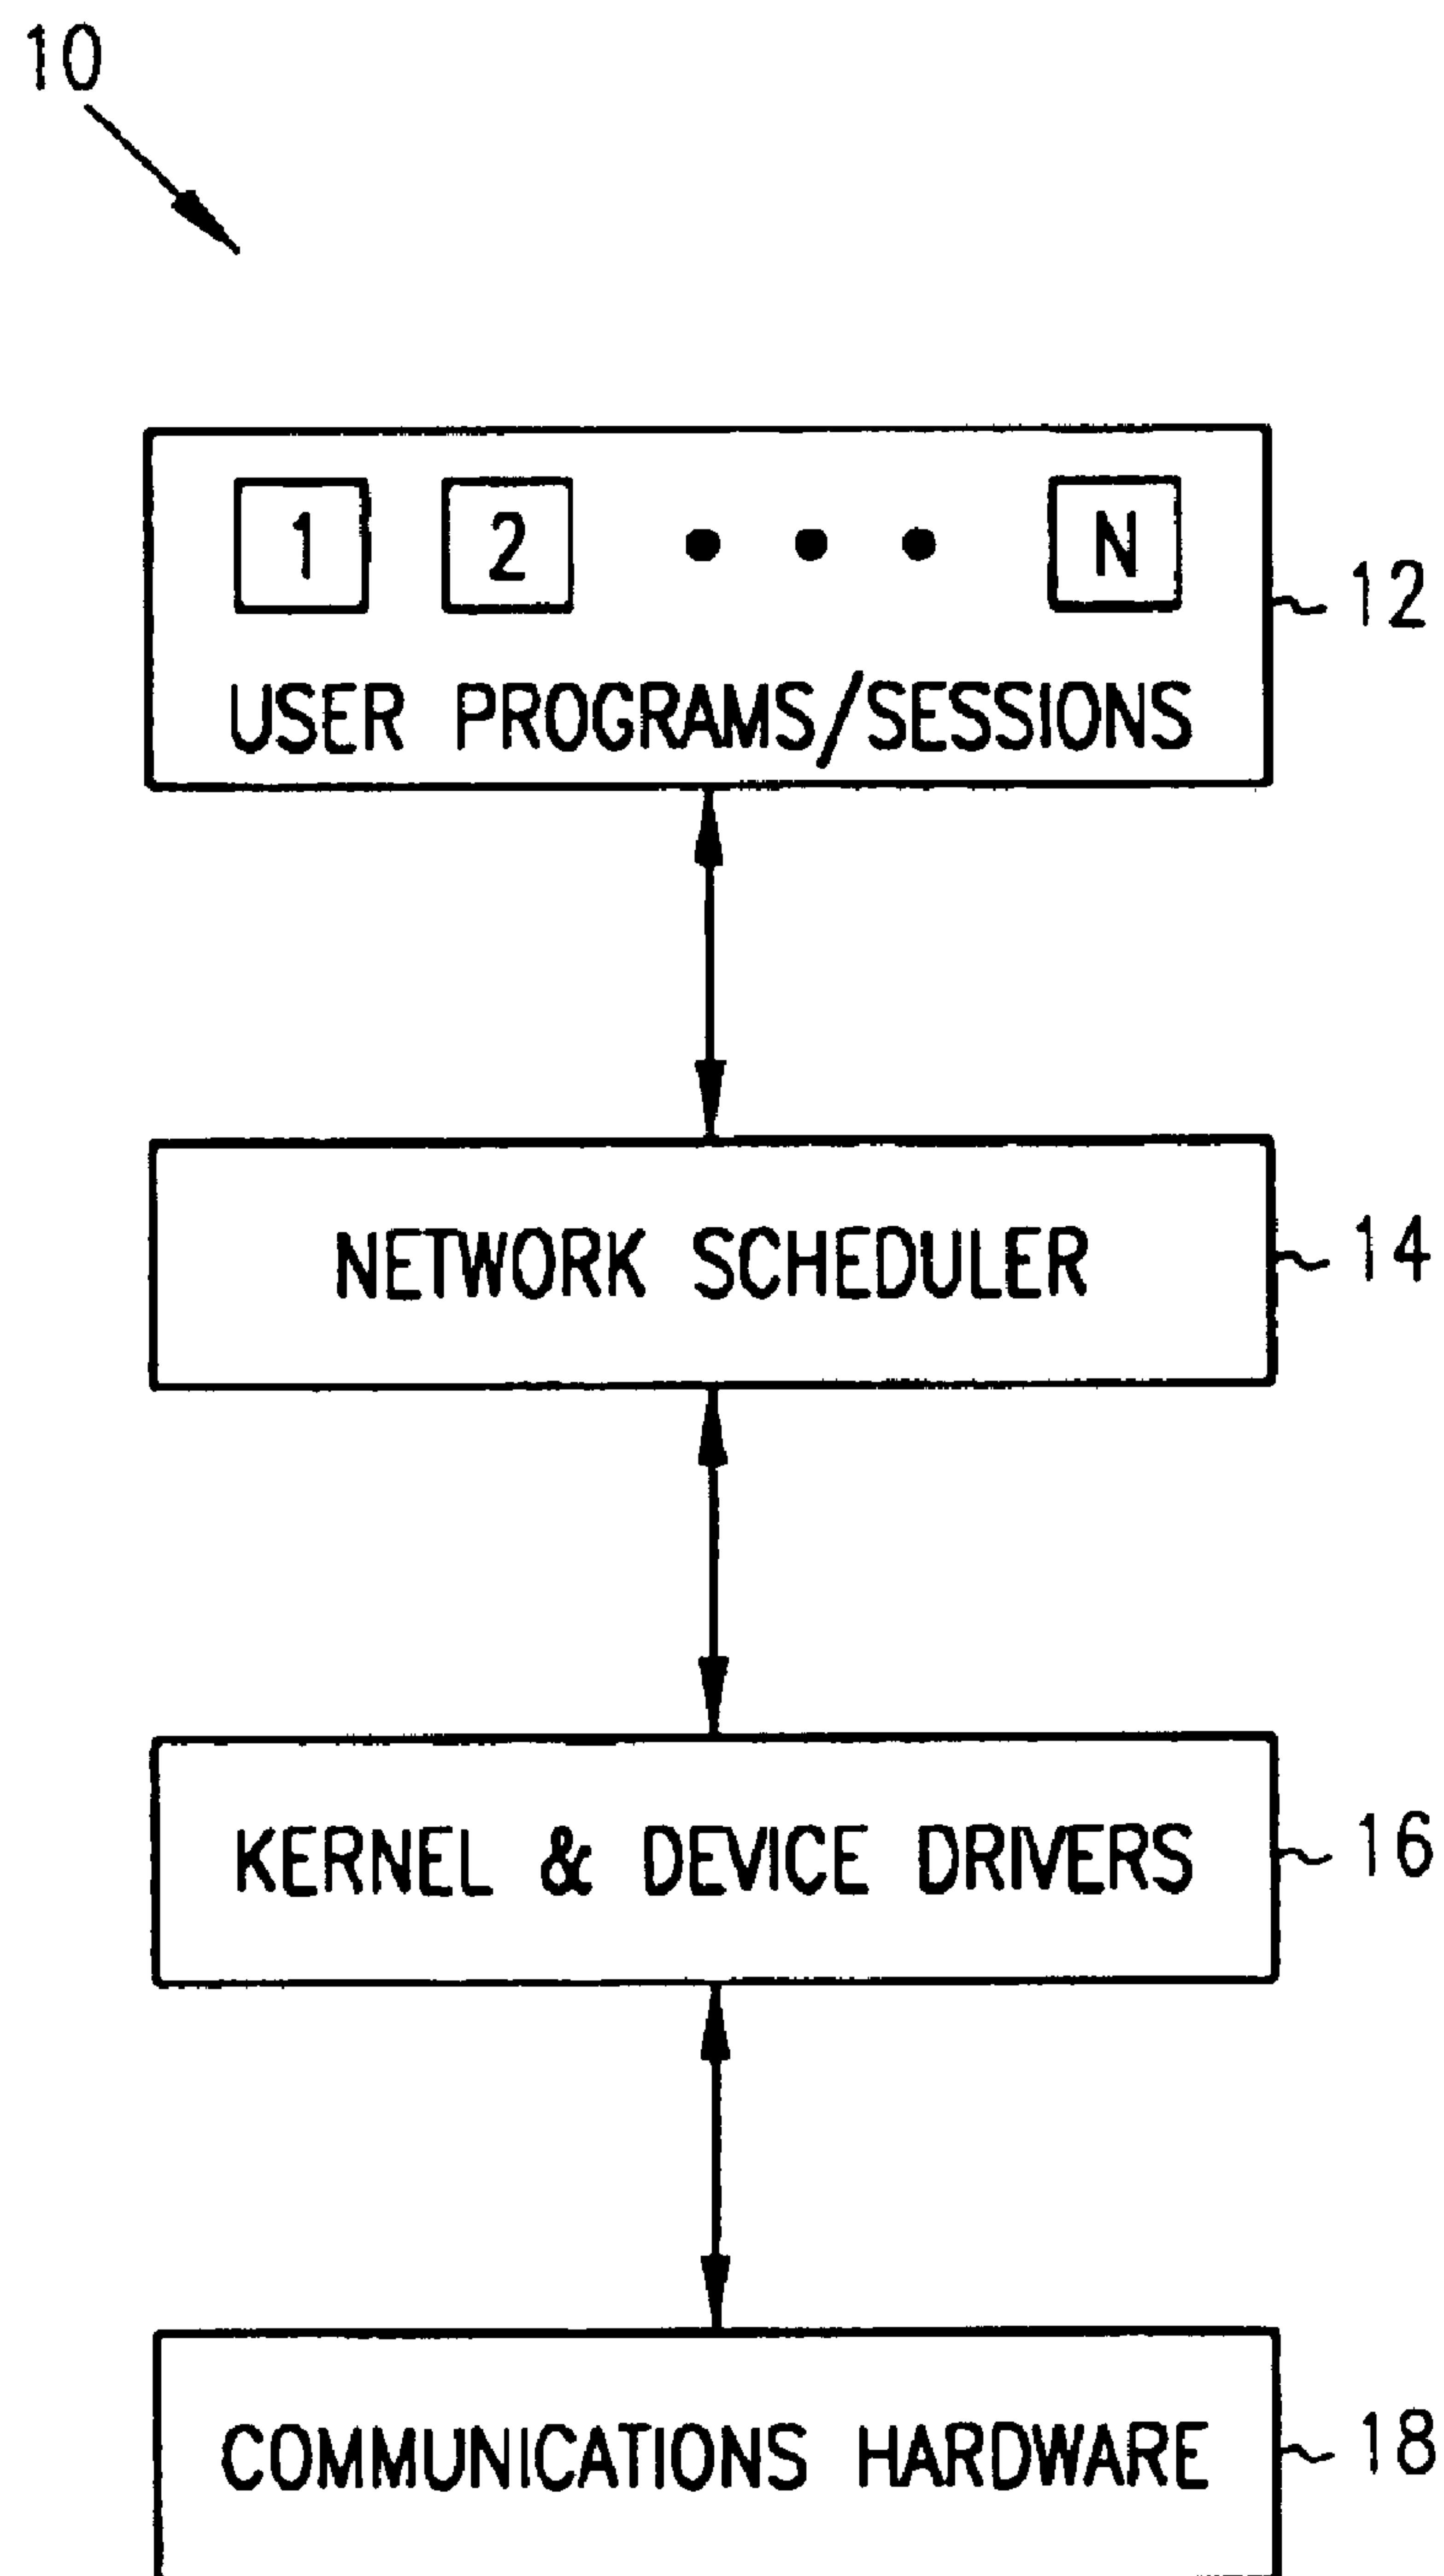 10
1 2 • • • N
12
USER PROGRAMS/SESSIONS
NETWORK SCHEDULER
14
KERNEL & DEVICE DRIVERS
16
COMMUNICATIONS HARDWARE
18